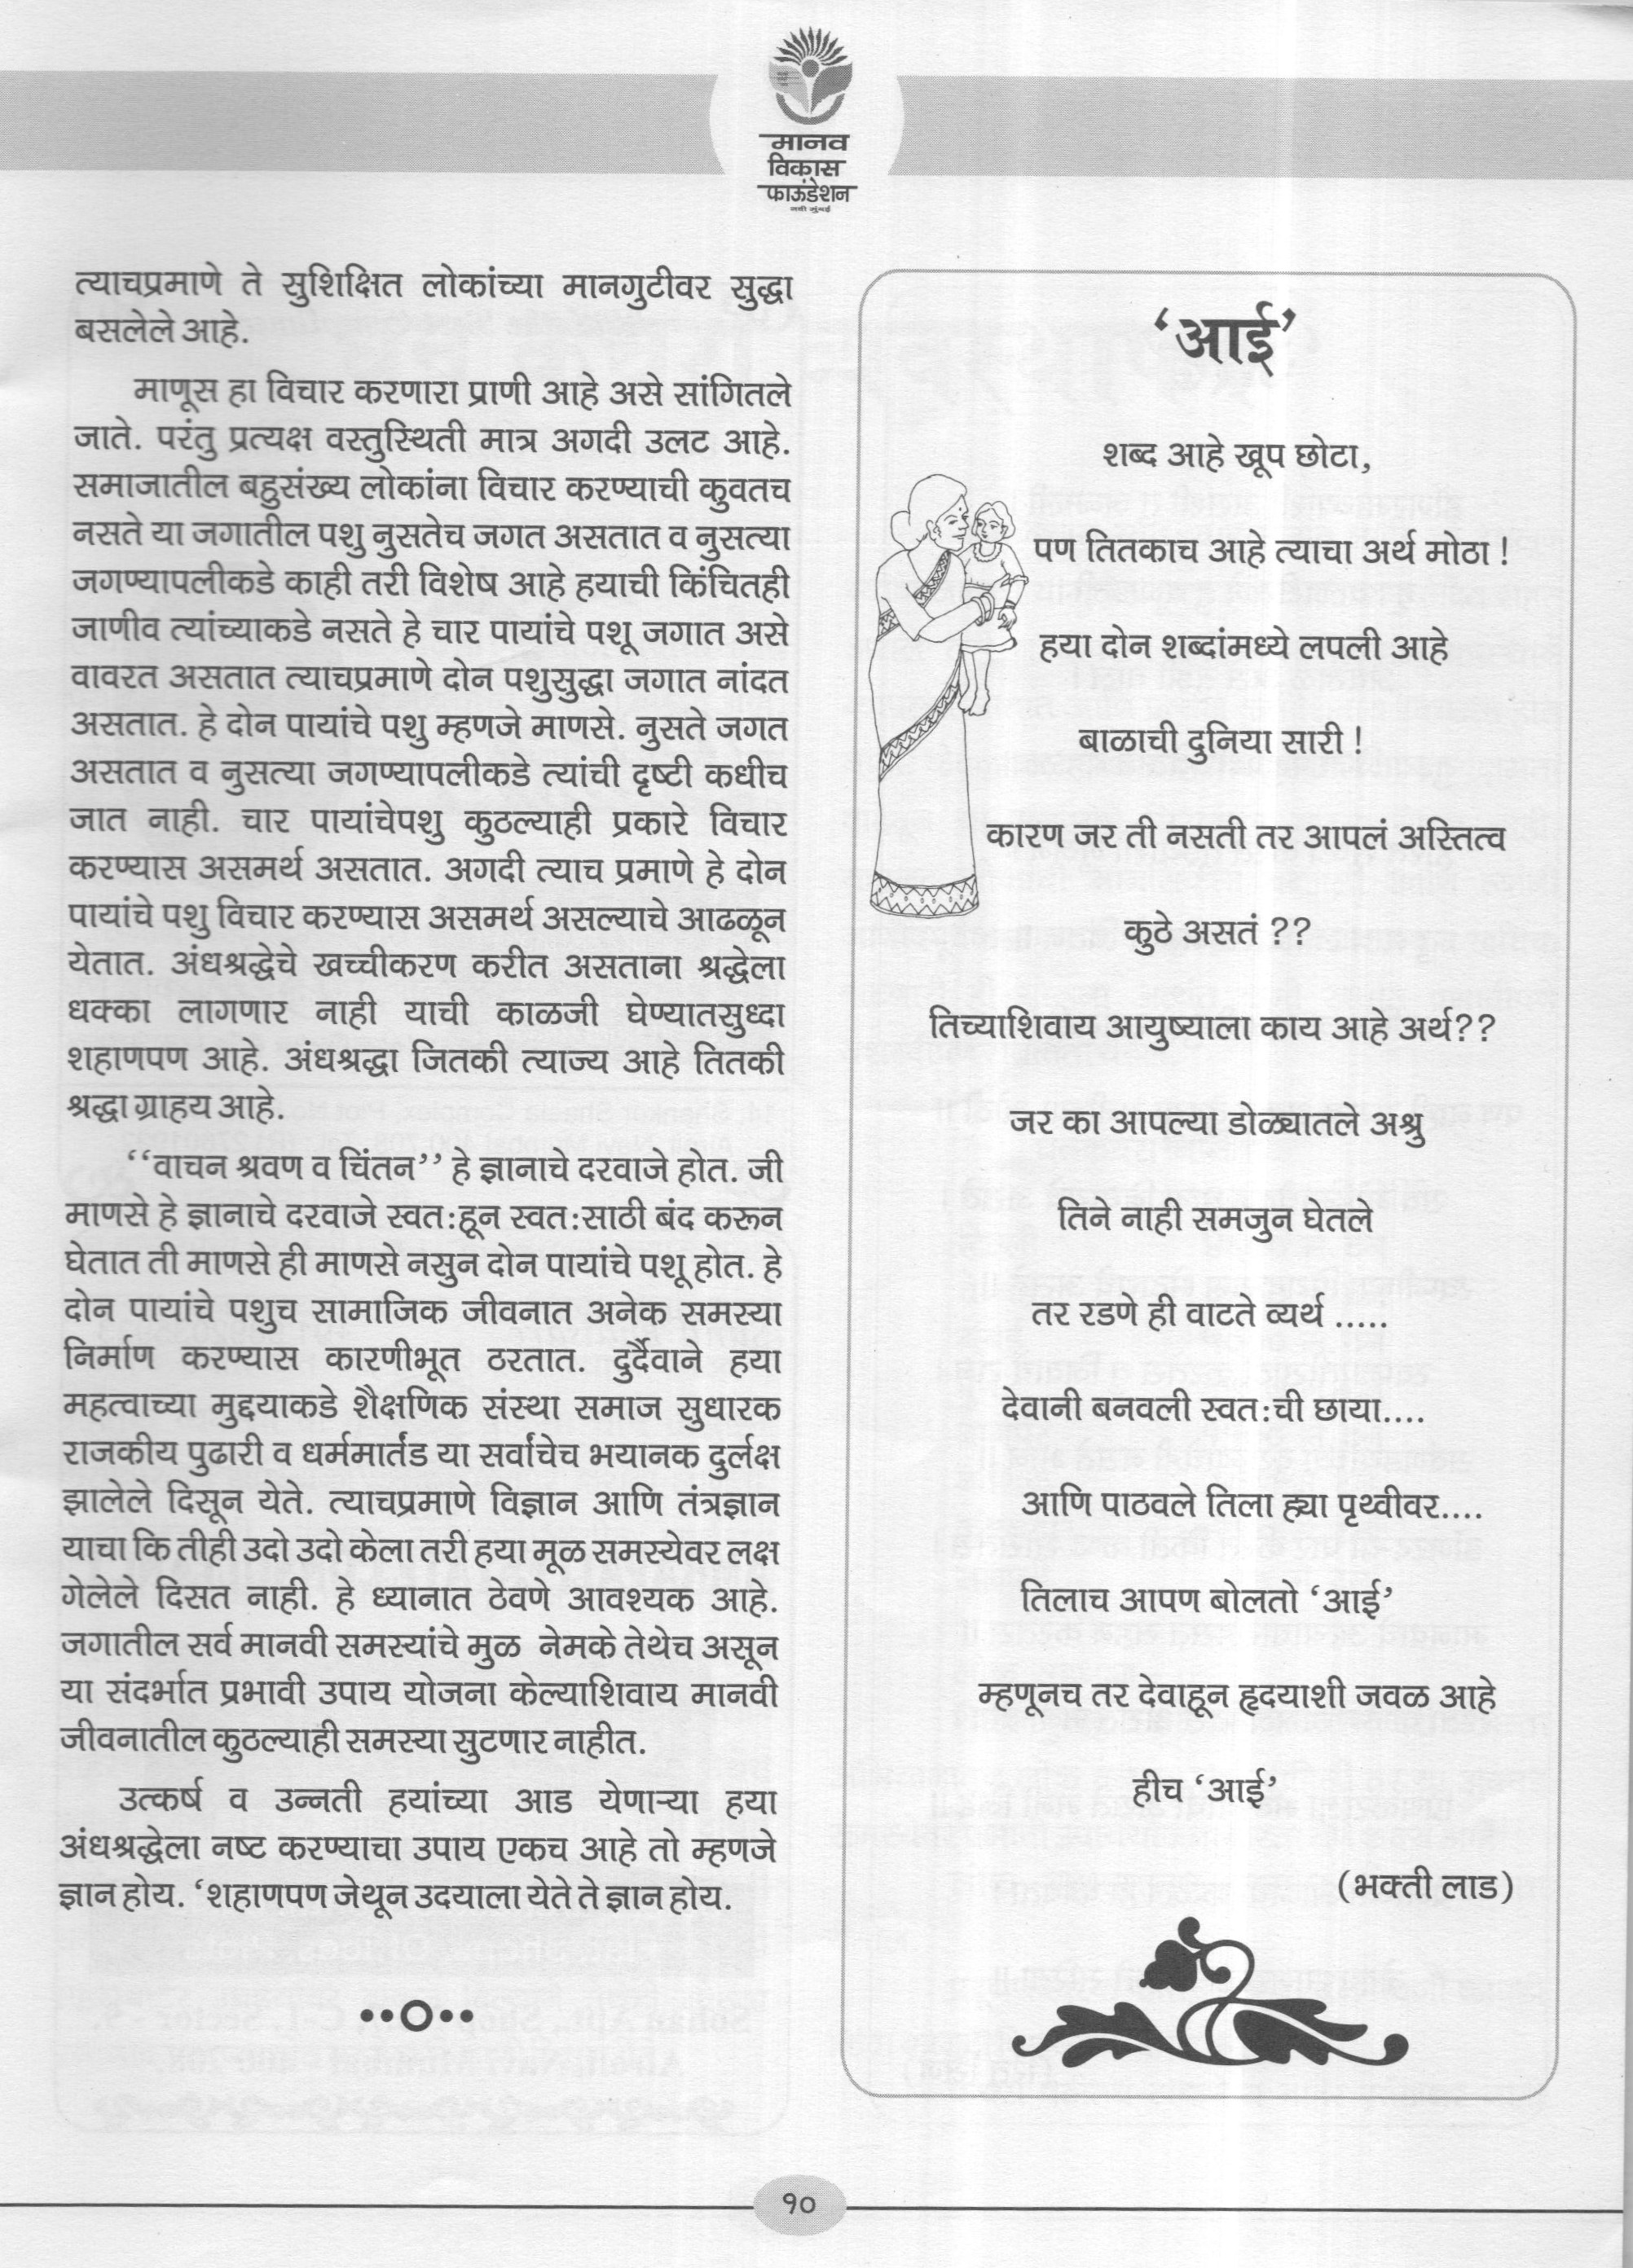 मानव
विकास
फाऊंडेशन
नवी मुंबई
त्याचप्रमाणे ते सुशिक्षित लोकांच्या मानगुटीवर सुद्धा
बसलेले आहे.
माणूस हा विचार करणारा प्राणी आहे असे सांगितले
जाते. परंतु प्रत्यक्ष वस्तुस्थिती मात्र अगदी उलट आहे.
समाजातील बहुसंख्य लोकांना विचार करण्याची कुवतच
नसते या जगातील पशु नुसतेच जगत असतात व नुसत्या
जगण्यापलीकडे काही तरी विशेष आहे हयाची किंचितही
जाणीव त्यांच्याकडे नसते हे चार पायांचे पशू जगात असे
वावरत असतात त्याचप्रमाणे दोन पशुसुद्धा जगात नांदत
असतात. हे दोन पायांचे पशु म्हणजे माणसे. नुसते जगत
असतात व नुसत्या जगण्यापलीकडे त्यांची दृष्टी कधीच
जात नाही. चार पायांचेपशु कुठल्याही प्रकारे विचार
करण्यास असमर्थ असतात. अगदी त्याच प्रमाणे हे दोन
पायांचे पशु विचार करण्यास असमर्थ असल्याचे आढळून
येतात. अंधश्रद्धेचे खच्चीकरण करीत असताना श्रद्धेला
धक्का लागणार नाही याची काळजी घेण्यातसुध्दा
शहाणपण आहे. अंधश्रद्धा जितकी त्याज्य आहे तितकी
श्रद्धा ग्राहय आहे.
‘‘वाचन श्रवण व चिंतन’’ हे ज्ञानाचे दरवाजे होत. जी
माणसे हे ज्ञानाचे दरवाजे स्वत:हून स्वत:साठी बंद करून
घेतात ती माणसे ही माणसे नसुन दोन पायांचे पशू होत. हे
दोन पायांचे पशुच सामाजिक जीवनात अनेक समस्या
निर्माण करण्यास कारणीभूत ठरतात. दुर्दैवाने हया
महत्वाच्या मुद्दयाकडे शैक्षणिक संस्था समाज सुधारक
राजकीय पुढारी व धर्ममार्तंड या सर्वांचेच भयानक दुर्लक्ष
झालेले दिसून येते. त्याचप्रमाणे विज्ञान आणि तंत्रज्ञान
याचा कि तीही उदो उदो केला तरी हया मूळ समस्येवर लक्ष
गेलेले दिसत नाही. हे ध्यानात ठेवणे आवश्यक आहे.
जगातील सर्व मानवी समस्यांचे मुळ नेमके तेथेच असून
या संदर्भात प्रभावी उपाय योजना केल्याशिवाय मानवी
जीवनातील कुठल्याही समस्या सुटणार नाहीत.
उत्कर्ष व उन्नती हयांच्या आड येणाऱ्या हया
अंधश्रद्धेला नष्ट करण्याचा उपाय एकच आहे तो म्हणजे
ज्ञान होय. ‘शहाणपण जेथून उदयाला येते ते ज्ञान होय.
‘आई’
शब्द आहे खूप छोटा,
पण तितकाच आहे त्याचा अर्थ मोठा !
हया दोन शब्दांमध्ये लपली आहे
बाळाची दुनिया सारी !
कारण जर ती नसती तर आपलं अस्तित्व
कुठे असतं ??
तिच्याशिवाय आयुष्याला काय आहे अर्थ??
जर का आपल्या डोळ्यातले अश्रु
तिने नाही समजुन घेतले
तर रडणे ही वाटते व्यर्थ .....
देवानी बनवली स्वत:ची छाया....
आणि पाठवले तिला ह्या पृथ्वीवर....
तिलाच आपण बोलतो ‘आई’
म्हणूनच तर देवाहून हृदयाशी जवळ आहे
हीच ‘आई’
(भक्ती लाड)
१०